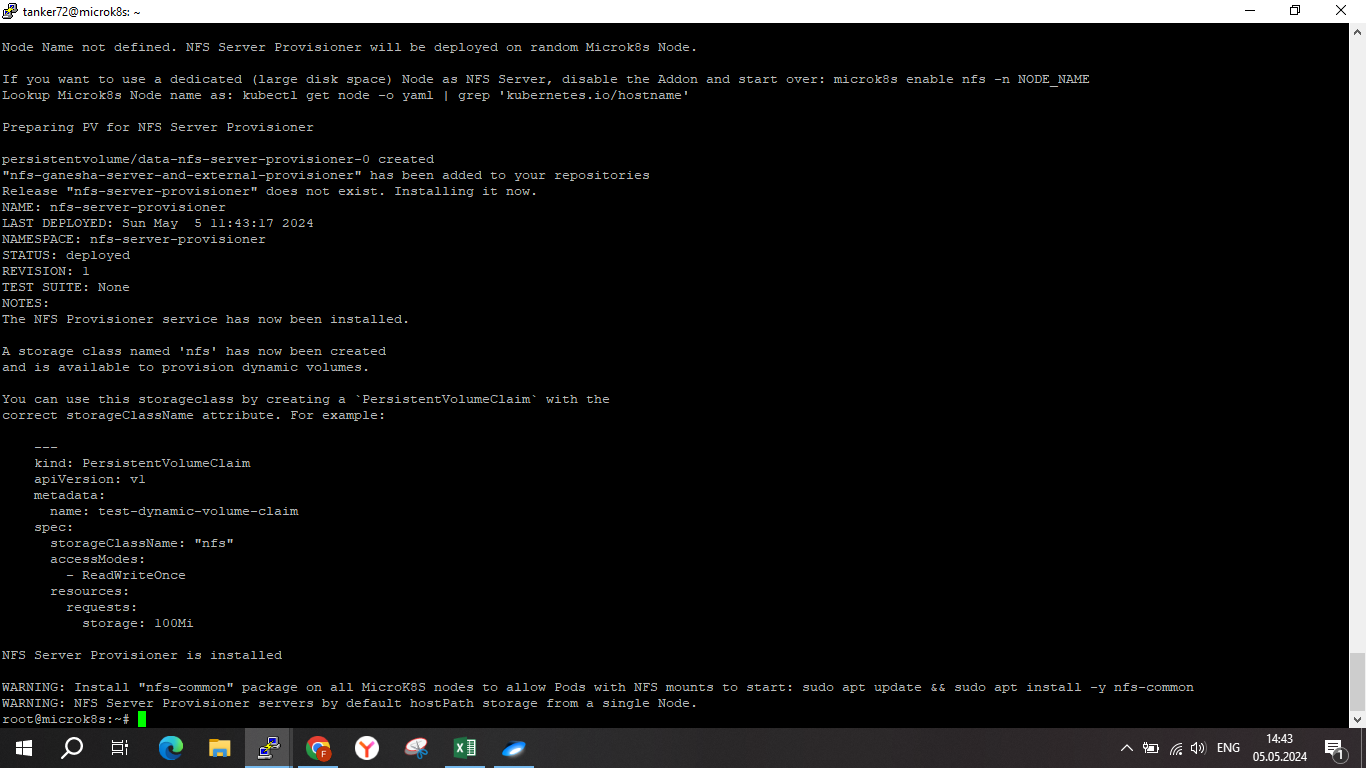 tanker72@microk8s: ~
Node Name not defined. NFS Server Provisioner will be deployed on random Microk8s Node.
If you want to use a dedicated (large disk space) Node as NFS Server, disable the Addon and start over: microk8s enable nfs -n NODE_NAME
Lookup Microk8s Node name as: kubectl get node -o yaml | grep 'kubernetes.io/hostname'
Preparing PV for NFS Server Provisioner
persistentvolume/data-nfs-server-provisioner-0 created
"nfs-ganesha-server-and-external-provisioner" has been added to your repositories
Release "nfs-server-provisioner" does not exist. Installing it now.
NAME: nfs-server-provisioner
LAST DEPLOYED: Sun May  5 11:43:17 2024
NAMESPACE: nfs-server-provisioner
STATUS: deployed
REVISION: 1
TEST SUITE: None
NOTES:
The NFS Provisioner service has now been installed.
A storage class named 'nfs' has now been created
and is available to provision dynamic volumes.
You can use this storageclass by creating a `PersistentVolumeClaim` with the
correct storageClassName attribute. For example:
    ---
    kind: PersistentVolumeClaim
    apiVersion: v1
    metadata:
      name: test-dynamic-volume-claim
    spec:
      storageClassName: "nfs"
      accessModes:
        - ReadWriteOnce
      resources:
        requests:
          storage: 100Mi
NFS Server Provisioner is installed
WARNING: Install "nfs-common" package on all MicroK8S nodes to allow Pods with NFS mounts to start: sudo apt update && sudo apt install -y nfs-common
WARNING: NFS Server Provisioner servers by default hostPath storage from a single Node.
root@microk8s:~#
ENG
14:43
05.05.2024
1